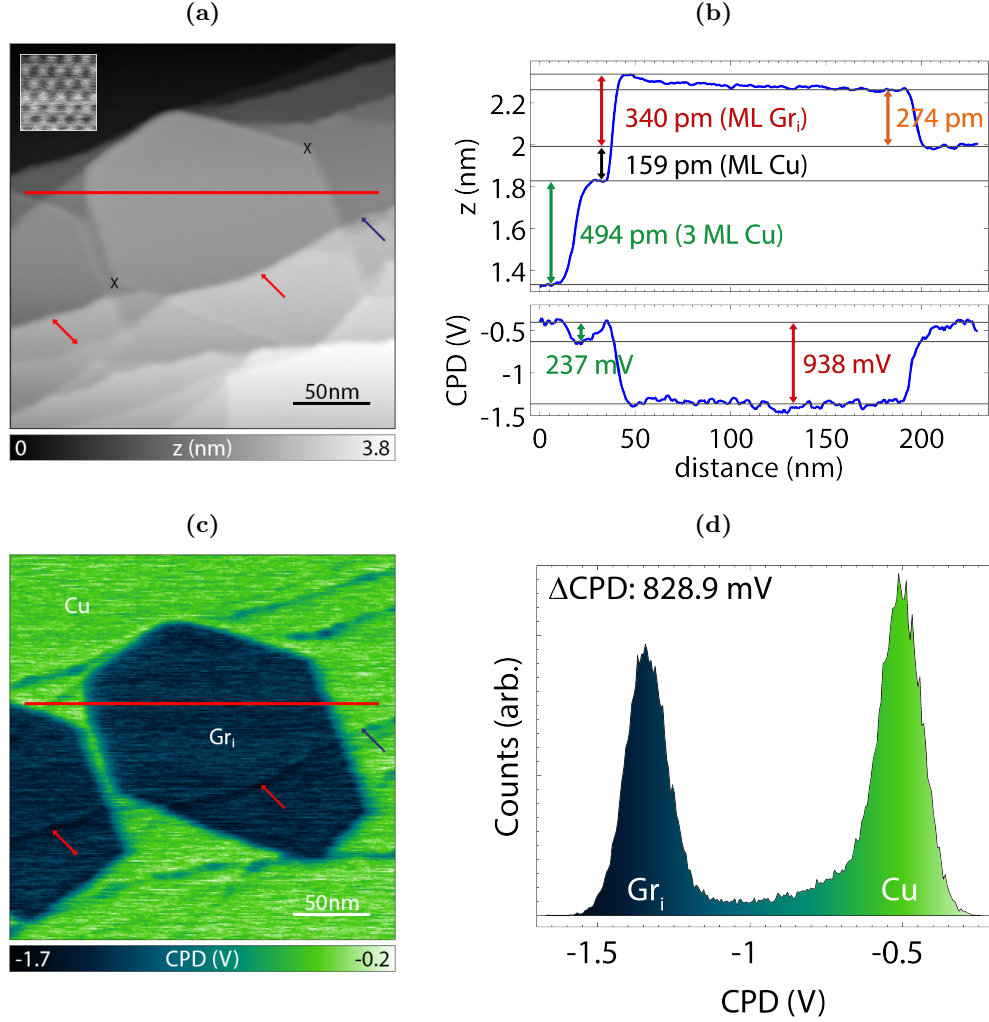 (a)
x
x
50nm
0 z (nm) 3.8
(b)
z (nm)
2.2
2
1.8
1.6
1.4
340 pm (ML Grᵢ)
274 pm
159 pm (ML Cu)
494 pm (3 ML Cu)
CPD (V)
-0.5
-1
-1.5
237 mV
938 mV
0 50 100 150 200
distance (nm)
(c)
Cu
Grᵢ
50nm
-1.7 CPD (V) -0.2
(d)
ΔCPD: 828.9 mV
Counts (arb.)
Grᵢ Cu
-1.5 -1 -0.5
CPD (V)